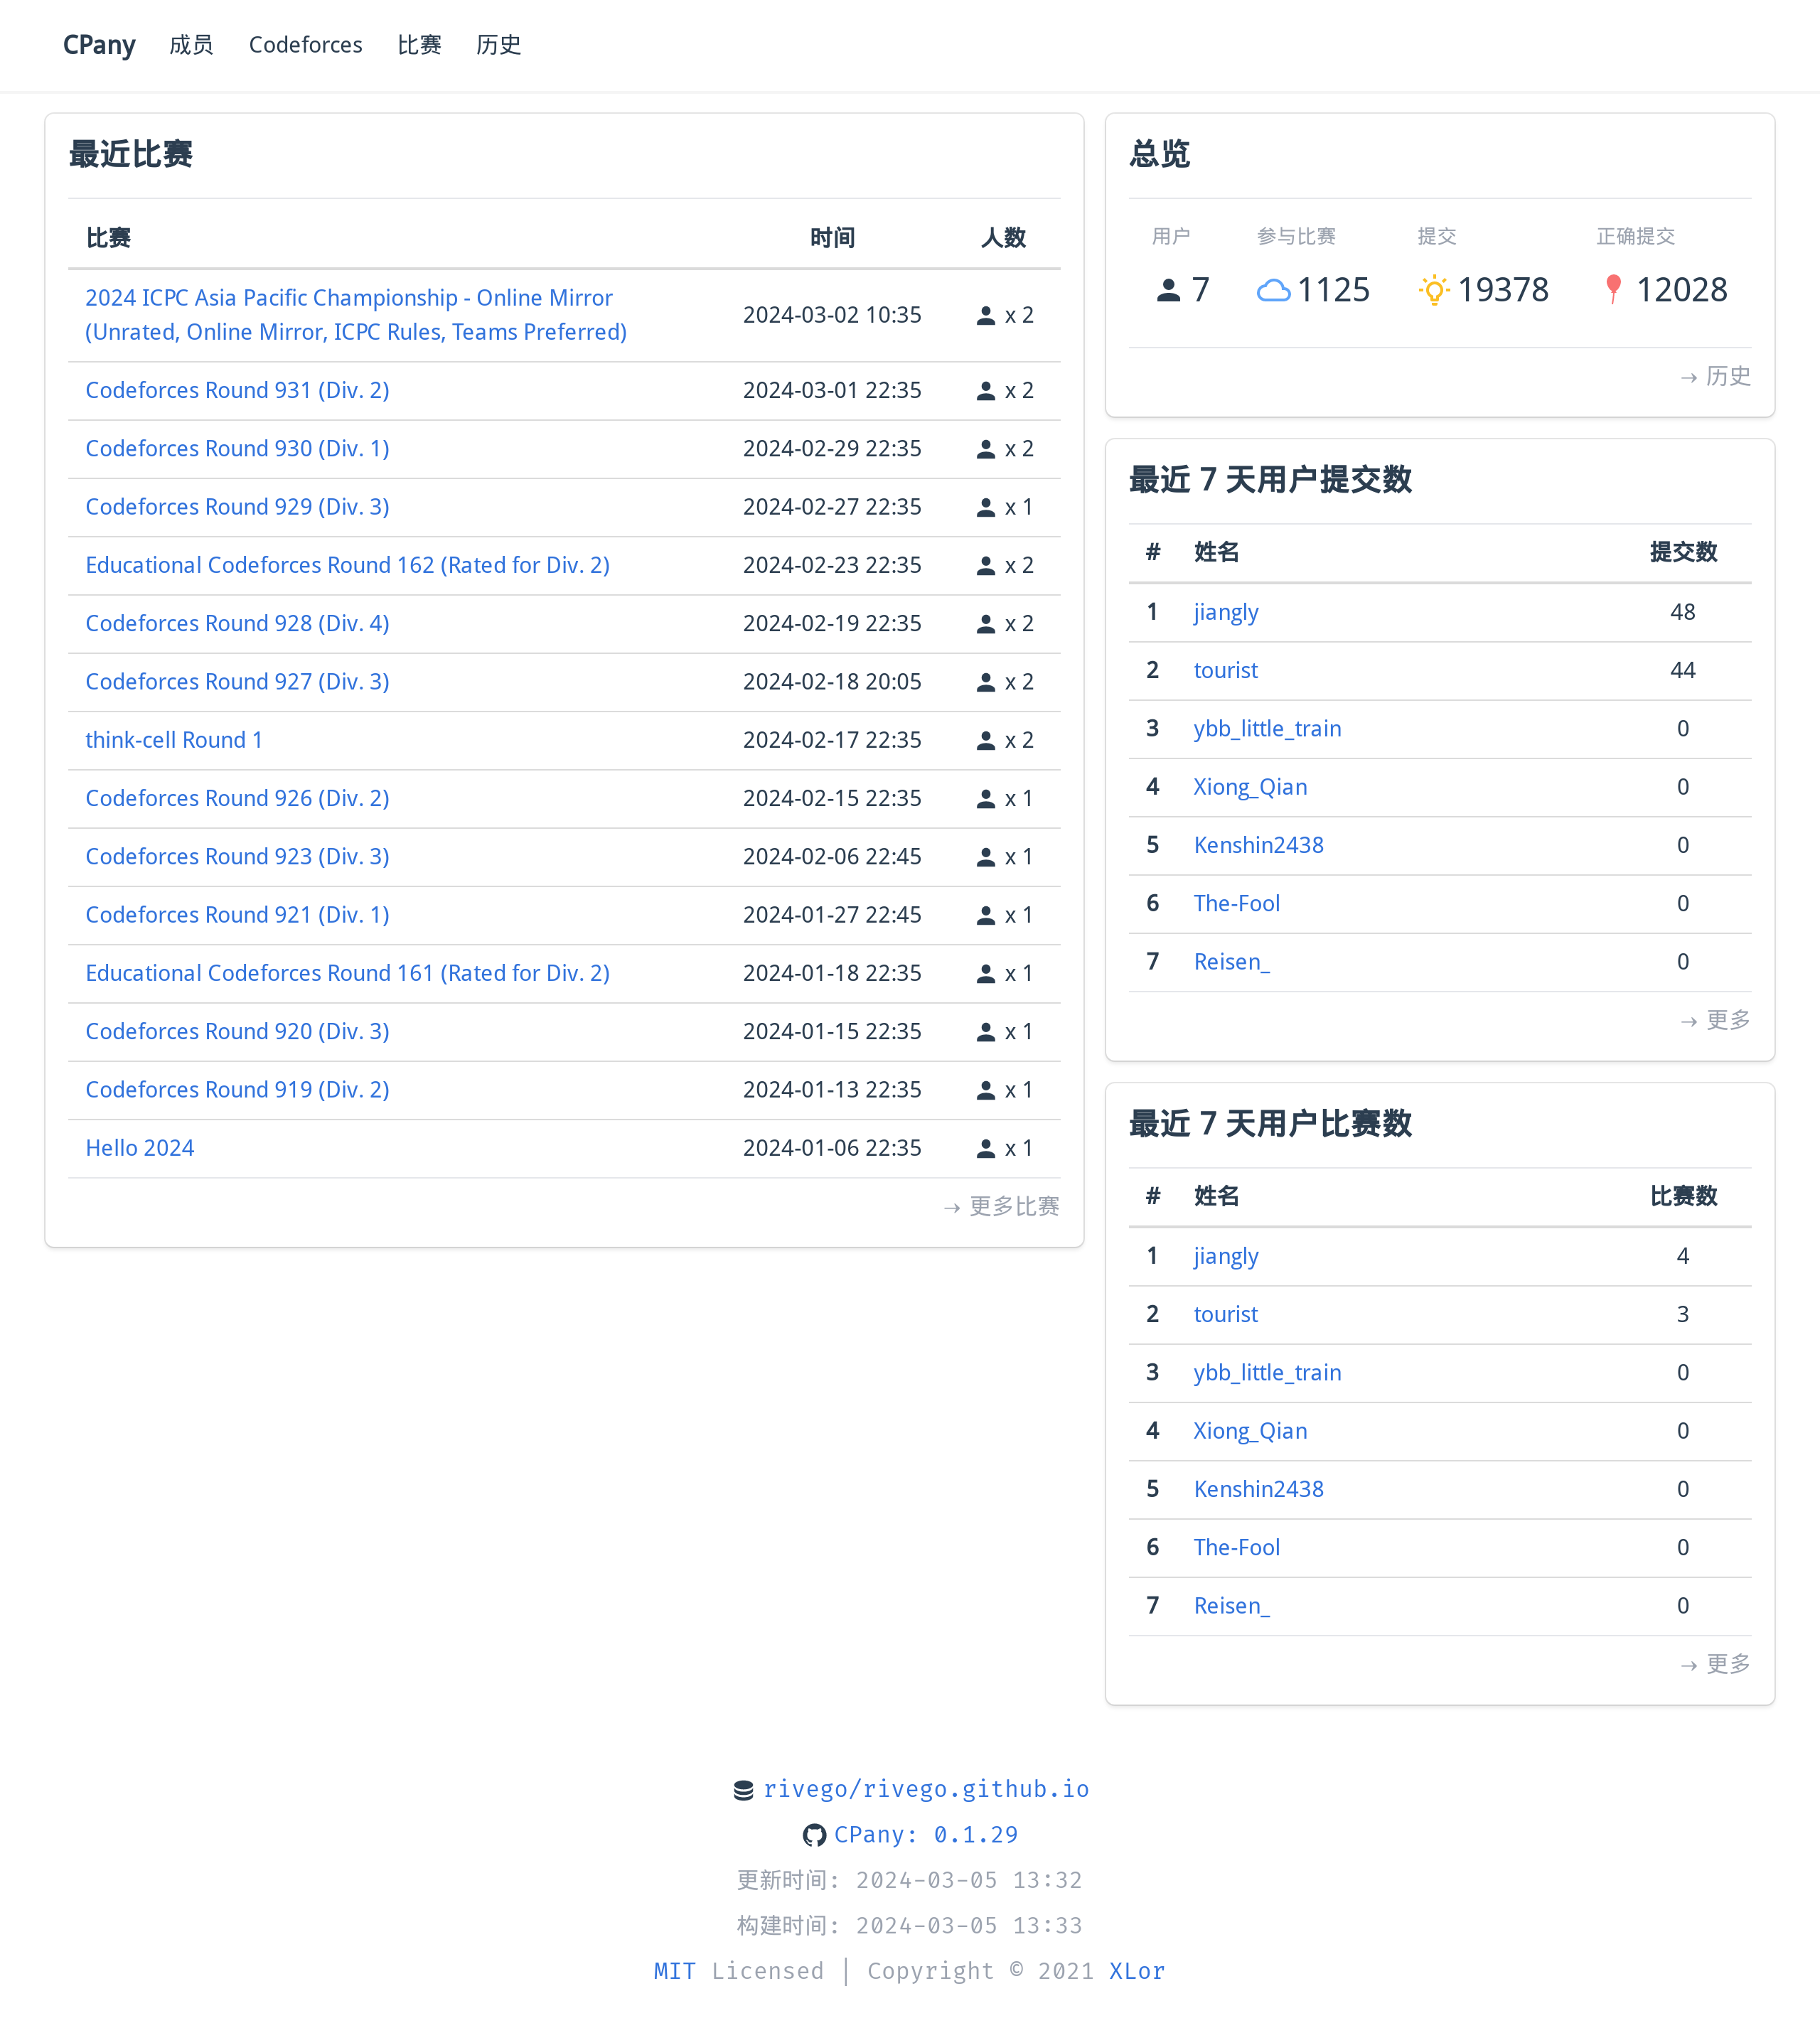 CPany 成员 Codeforces 比赛 历史
最近比赛
比赛 时间 人数
2024 ICPC Asia Pacific Championship - Online Mirror
(Unrated, Online Mirror, ICPC Rules, Teams Preferred) 2024-03-02 10:35 x 2
Codeforces Round 931 (Div. 2) 2024-03-01 22:35 x 2
Codeforces Round 930 (Div. 1) 2024-02-29 22:35 x 2
Codeforces Round 929 (Div. 3) 2024-02-27 22:35 x 1
Educational Codeforces Round 162 (Rated for Div. 2) 2024-02-23 22:35 x 2
Codeforces Round 928 (Div. 4) 2024-02-19 22:35 x 2
Codeforces Round 927 (Div. 3) 2024-02-18 20:05 x 2
think-cell Round 1 2024-02-17 22:35 x 2
Codeforces Round 926 (Div. 2) 2024-02-15 22:35 x 1
Codeforces Round 923 (Div. 3) 2024-02-06 22:45 x 1
Codeforces Round 921 (Div. 1) 2024-01-27 22:45 x 1
Educational Codeforces Round 161 (Rated for Div. 2) 2024-01-18 22:35 x 1
Codeforces Round 920 (Div. 3) 2024-01-15 22:35 x 1
Codeforces Round 919 (Div. 2) 2024-01-13 22:35 x 1
Hello 2024 2024-01-06 22:35 x 1
→ 更多比赛
总览
用户 参与比赛 提交 正确提交
7 1125 19378 12028
→ 历史
最近 7 天用户提交数
# 姓名 提交数
1 jiangly 48
2 tourist 44
3 ybb_little_train 0
4 Xiong_Qian 0
5 Kenshin2438 0
6 The-Fool 0
7 Reisen_ 0
→ 更多
最近 7 天用户比赛数
# 姓名 比赛数
1 jiangly 4
2 tourist 3
3 ybb_little_train 0
4 Xiong_Qian 0
5 Kenshin2438 0
6 The-Fool 0
7 Reisen_ 0
→ 更多
rivego/rivego.github.io
CPany: 0.1.29
更新时间: 2024-03-05 13:32
构建时间: 2024-03-05 13:33
MIT Licensed | Copyright © 2021 XLor